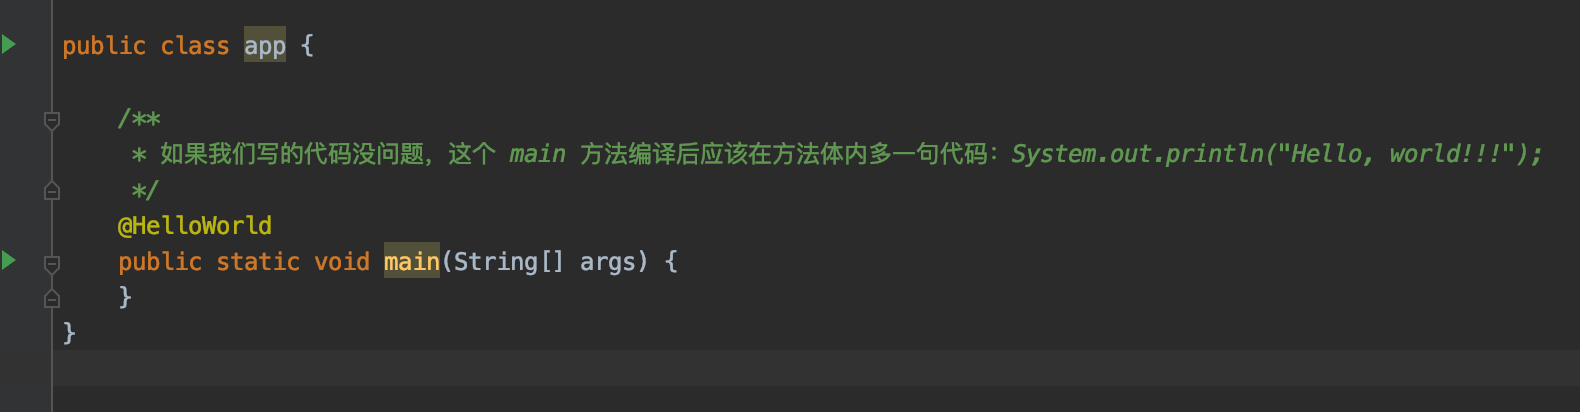 public class app {
/**
* 如果我们写的代码没问题，这个 main 方法编译后应该在方法体内多一句代码：System.out.println("Hello, world!!!");
*/
@HelloWorld
public static void main(String[] args) {
}
}